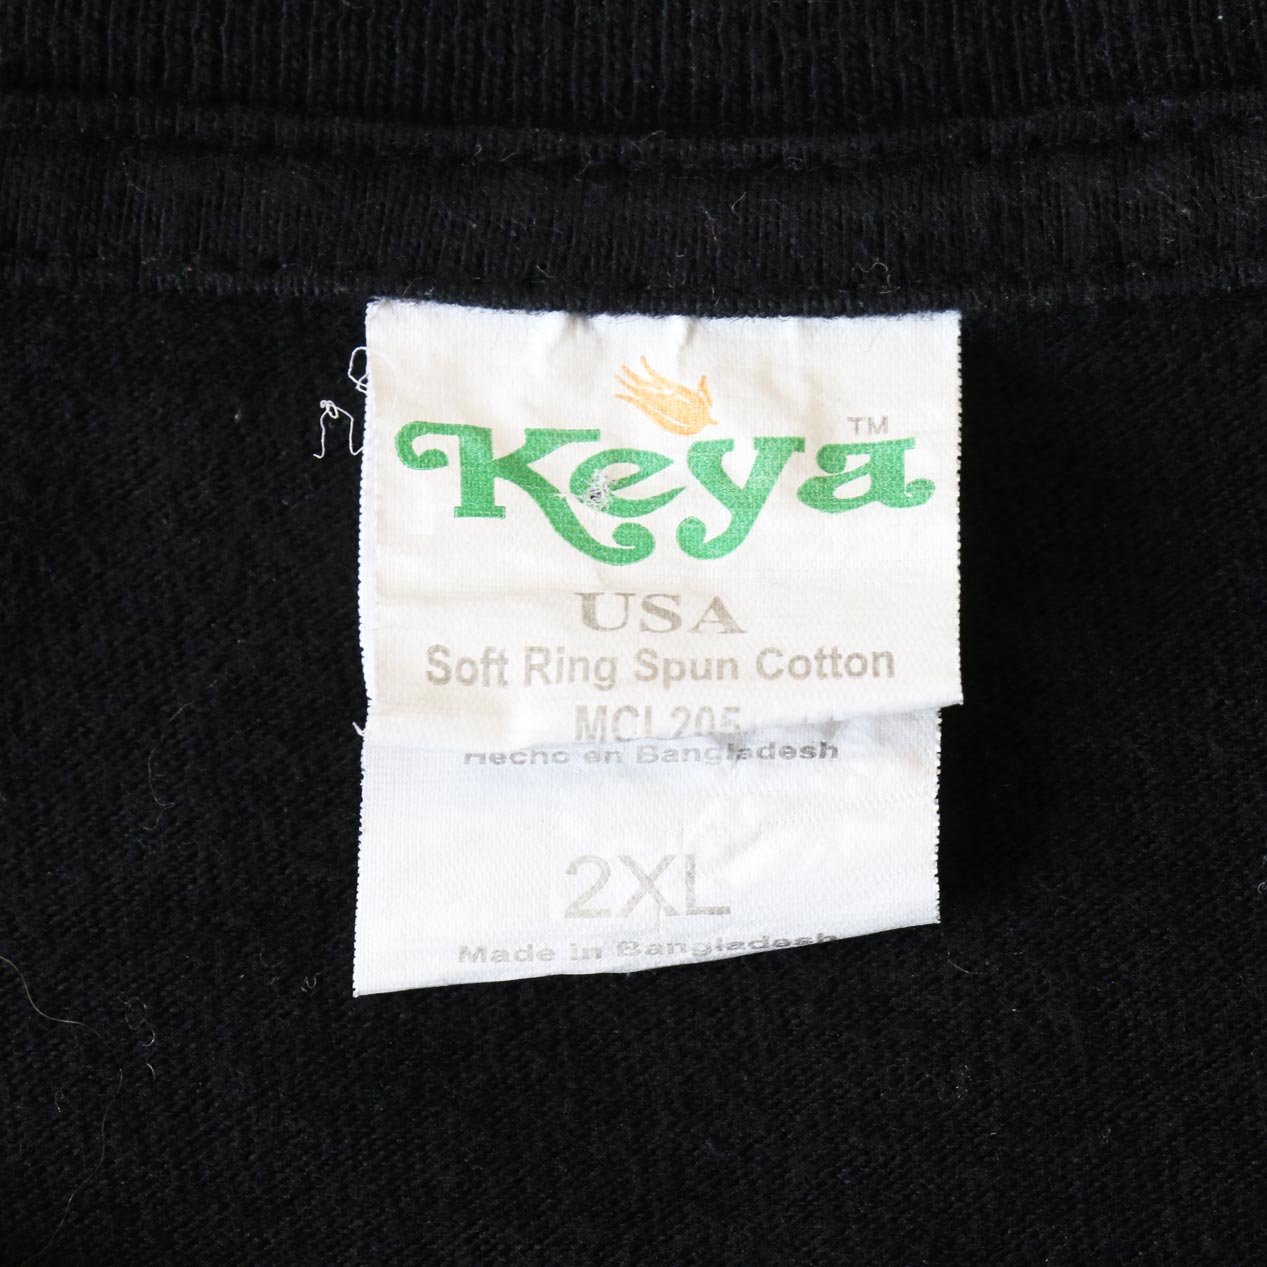 Keya™
USA
Soft Ring Spun Cotton
MCL205
Hecho en Bangladesh
2XL
Made in Bangladesh